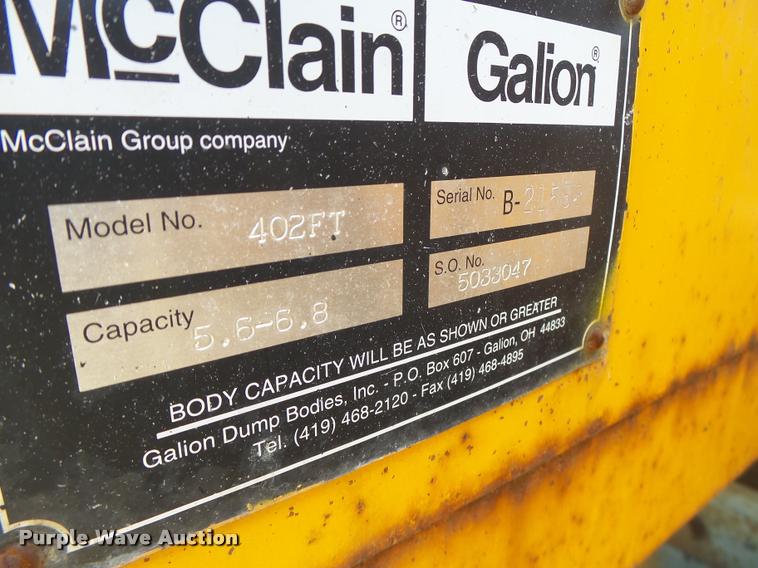 McClain®
Galion®
McClain Group company
Model No. 402FT
Serial No. B-
Capacity 5.6-6.8
S.O. No. 5033047
BODY CAPACITY WILL BE AS SHOWN OR GREATER
Galion Dump Bodies, Inc. - P.O. Box 607 - Galion, OH 44833
Tel. (419) 468-2120 - Fax (419) 468-4895
Purple Wave Auction